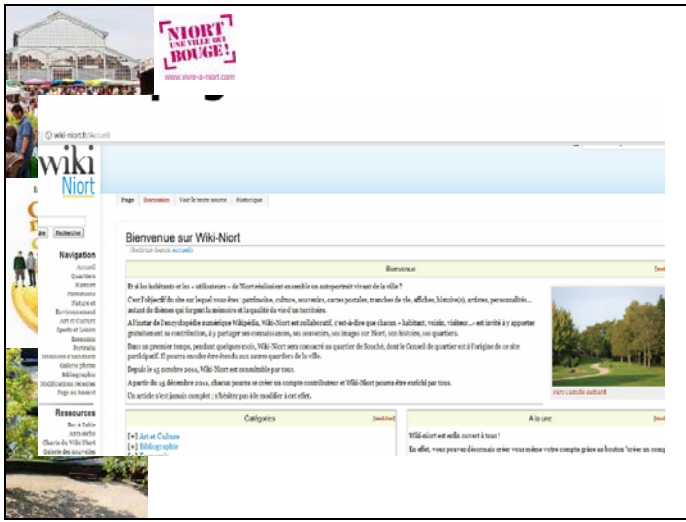 NIORT
UNE VILLE QUI
BOUGE!
www.vivre-a-niort.com
wiki-niort.fr/Accueil
wiki
Niort
Page Discussion Voir le texte source Historique
Rechercher
Bienvenue sur Wiki-Niort
(Redirigé depuis Accueil)
Navigation
Accueil
Quartiers
Histoire
Patrimoine
Nature et
Environnement
Art et Culture
Sports et Loisirs
Economie
Portraits
Galerie photos
Bibliographie
Modifications récentes
Page au hasard
Ressources
Bac à Sable
Aide
Charte du Wiki-Niort
Galerie des nouvelles
Bienvenue
Et si les habitants et les « utilisateurs » de Niort réalisaient ensemble un autoportrait vivant de la ville ?
C'est l'objectif du site sur lequel vous êtes : patrimoine, culture, souvenirs, cartes postales, tranches de vie, affiches, histoire(s), artistes, personnalités...
autant de thèmes qui forgent la mémoire et la qualité de vie d'un territoire.
A l'instar de l'encyclopédie numérique Wikipédia, Wiki-Niort est collaboratif, c'est-à-dire que chacun « habitant, voisin, visiteur... » est invité à y apporter
gratuitement sa contribution, à y partager ses connaissances, ses souvenirs, ses images sur Niort, son histoire, ses quartiers.
Dans un premier temps, pendant quelques mois, Wiki-Niort sera consacré au quartier de Souché, dont le Conseil de quartier est à l'origine de ce site
participatif. Il pourra ensuite être étendu aux autres quartiers de la ville.
Depuis le 15 octobre 2011, Wiki-Niort est consultable par tous.
A partir du 15 décembre 2011, chacun pourra se créer un compte contributeur et Wiki-Niort pourra être enrichi par tous.
Un article n'est jamais complet : n'hésitez pas à le modifier à cet effet.
Parc Camille Richard
Catégories [modifier]
[+] Art et Culture
[+] Bibliographie
A la une
Wiki-niort est enfin ouvert à tous !
En effet, vous pouvez désormais créer vous même votre compte grâce au bouton "créer un comp